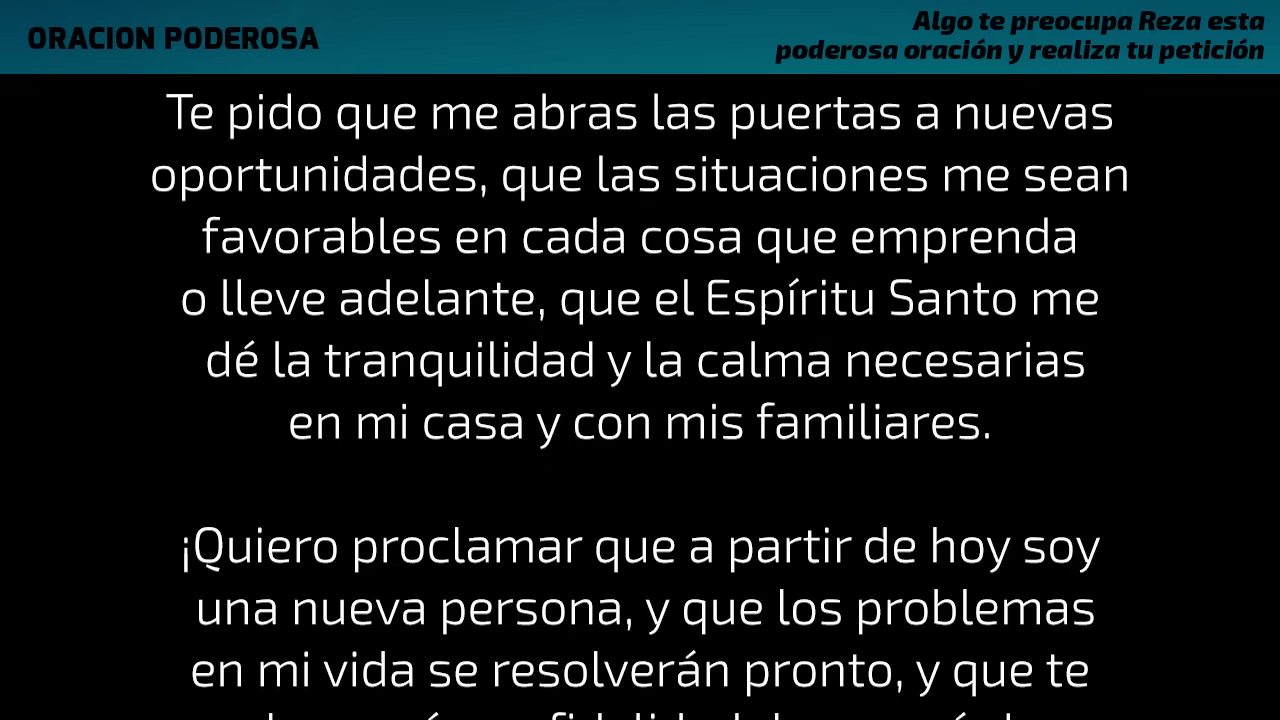 ORACION PODEROSA
Algo te preocupa Reza esta
poderosa oración y realiza tu petición
Te pido que me abras las puertas a nuevas
oportunidades, que las situaciones me sean
favorables en cada cosa que emprenda
o lleve adelante, que el Espíritu Santo me
dé la tranquilidad y la calma necesarias
en mi casa y con mis familiares.
¡Quiero proclamar que a partir de hoy soy
una nueva persona, y que los problemas
en mi vida se resolverán pronto, y que te